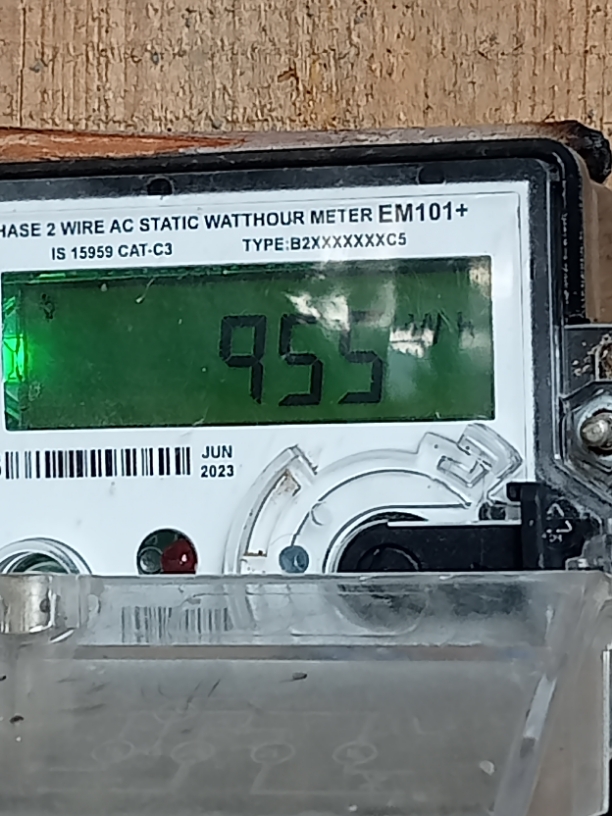 HASE 2 WIRE AC STATIC WATTHOUR METER EM101+
IS 15959 CAT-C3 TYPE:B2XXXXXXXC5
955
JUN
2023